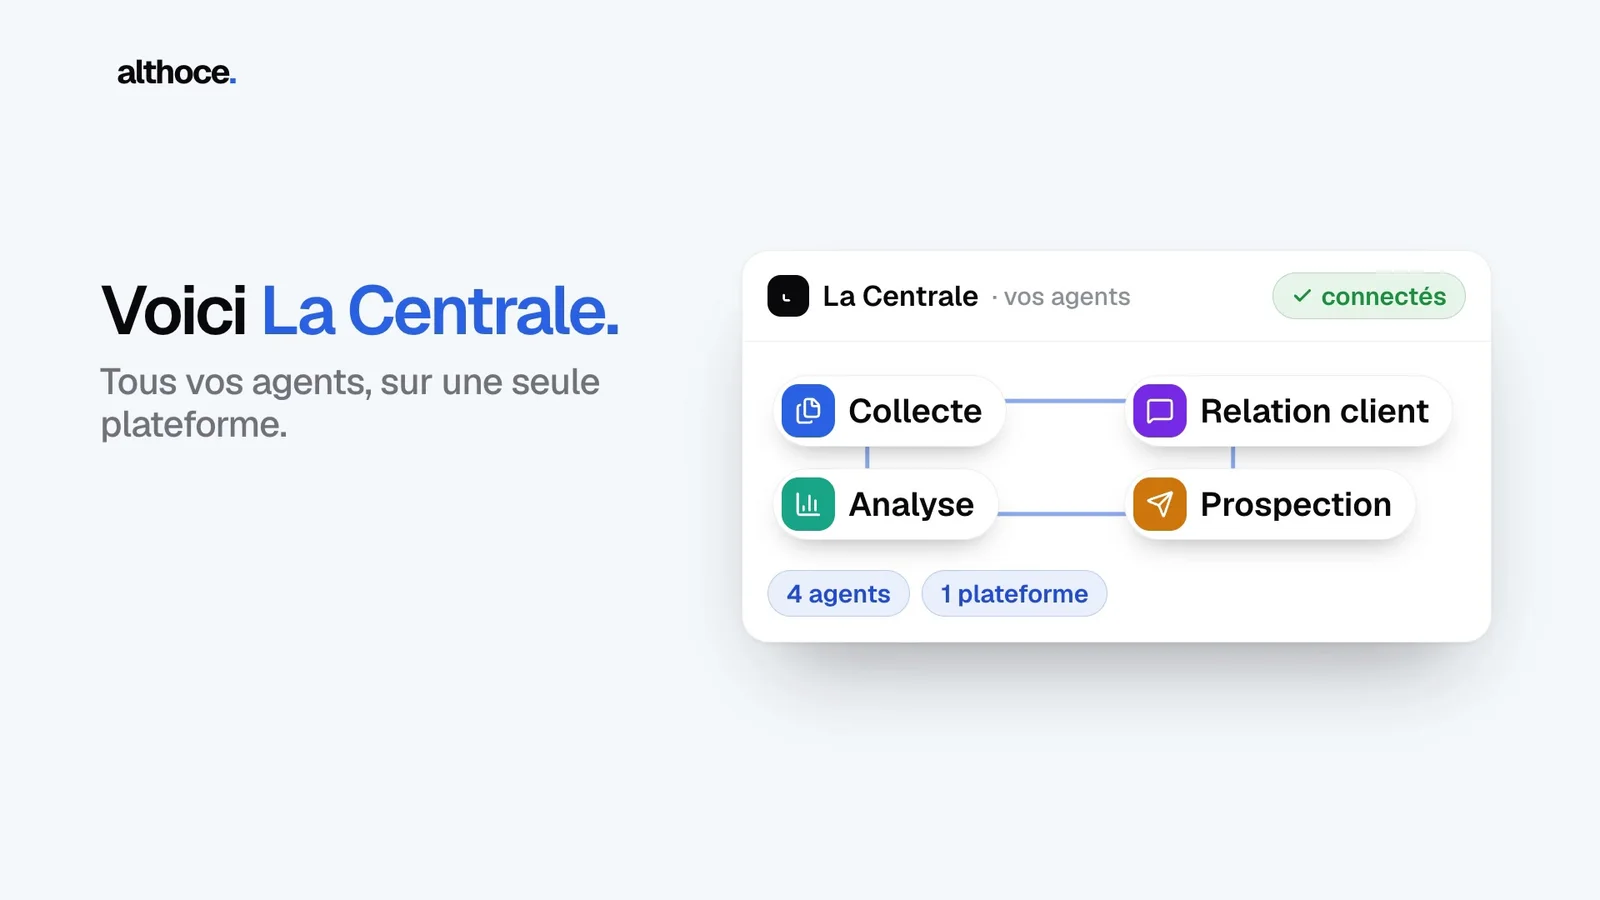 althoce.
Voici La Centrale.
Tous vos agents, sur une seule
plateforme.
La Centrale · vos agents
connectés
Collecte
Relation client
Analyse
Prospection
4 agents
1 plateforme